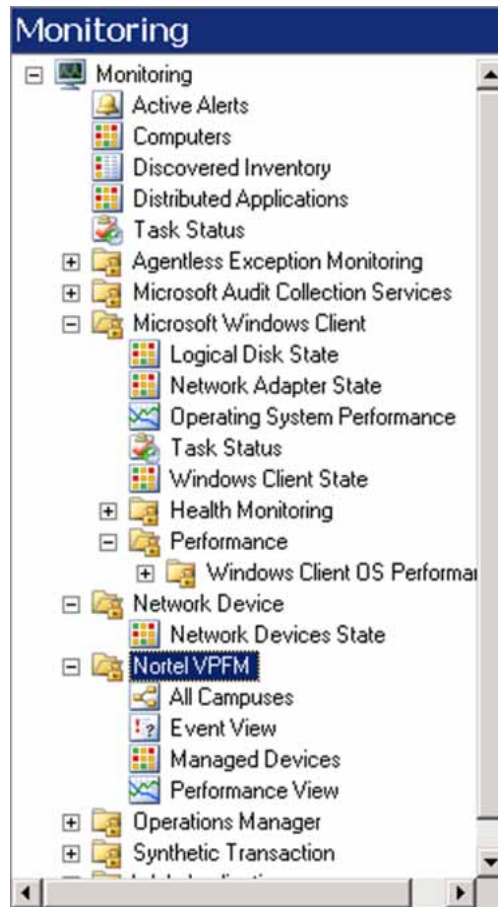 Monitoring
Monitoring
Active Alerts
Computers
Discovered Inventory
Distributed Applications
Task Status
Agentless Exception Monitoring
Microsoft Audit Collection Services
Microsoft Windows Client
Logical Disk State
Network Adapter State
Operating System Performance
Task Status
Windows Client State
Health Monitoring
Performance
Windows Client OS Performa
Network Device
Network Devices State
Nortel VPFM
All Campuses
Event View
Managed Devices
Performance View
Operations Manager
Synthetic Transaction